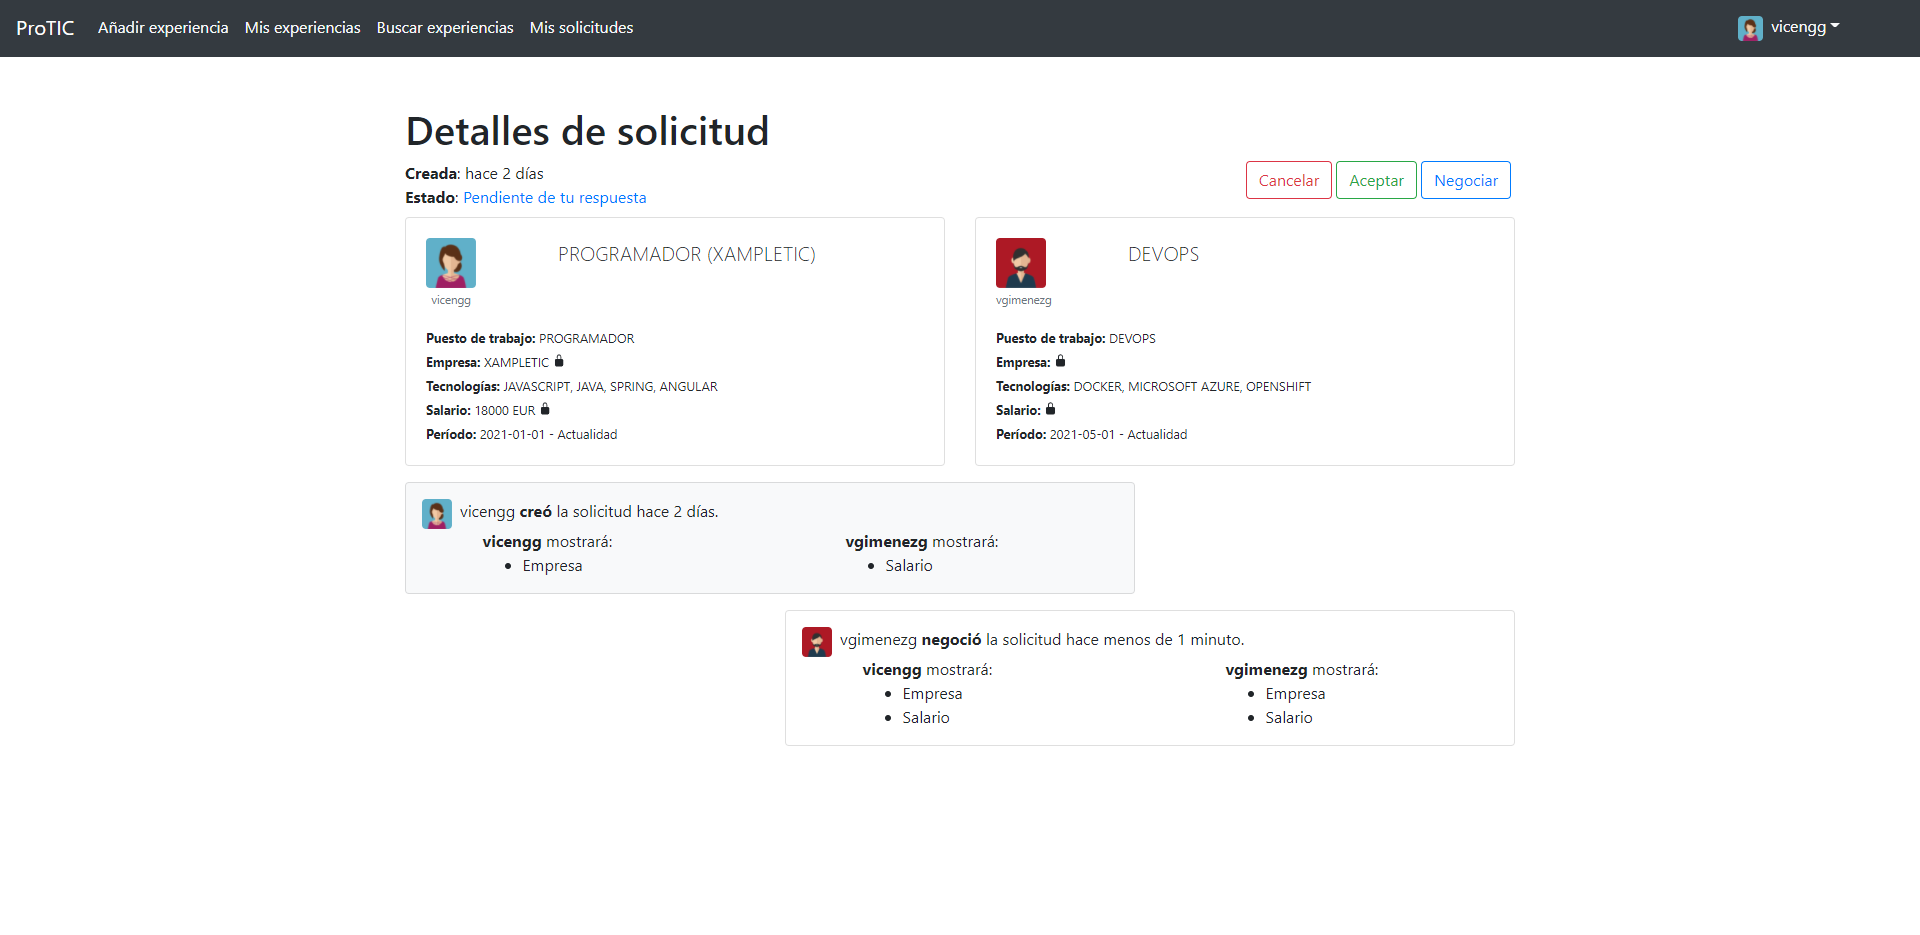 ProTIC Añadir experiencia Mis experiencias Buscar experiencias Mis solicitudes vicengg
Detalles de solicitud
Creada: hace 2 días
Estado: Pendiente de tu respuesta
Cancelar Aceptar Negociar
PROGRAMADOR (XAMPLETIC)
vicengg
Puesto de trabajo: PROGRAMADOR
Empresa: XAMPLETIC
Tecnologías: JAVASCRIPT, JAVA, SPRING, ANGULAR
Salario: 18000 EUR
Período: 2021-01-01 - Actualidad
DEVOPS
vgimenezg
Puesto de trabajo: DEVOPS
Empresa:
Tecnologías: DOCKER, MICROSOFT AZURE, OPENSHIFT
Salario:
Período: 2021-05-01 - Actualidad
vicengg creó la solicitud hace 2 días.
vicengg mostrará:
• Empresa
vgimenezg mostrará:
• Salario
vgimenezg negoció la solicitud hace menos de 1 minuto.
vicengg mostrará:
• Empresa
• Salario
vgimenezg mostrará:
• Empresa
• Salario